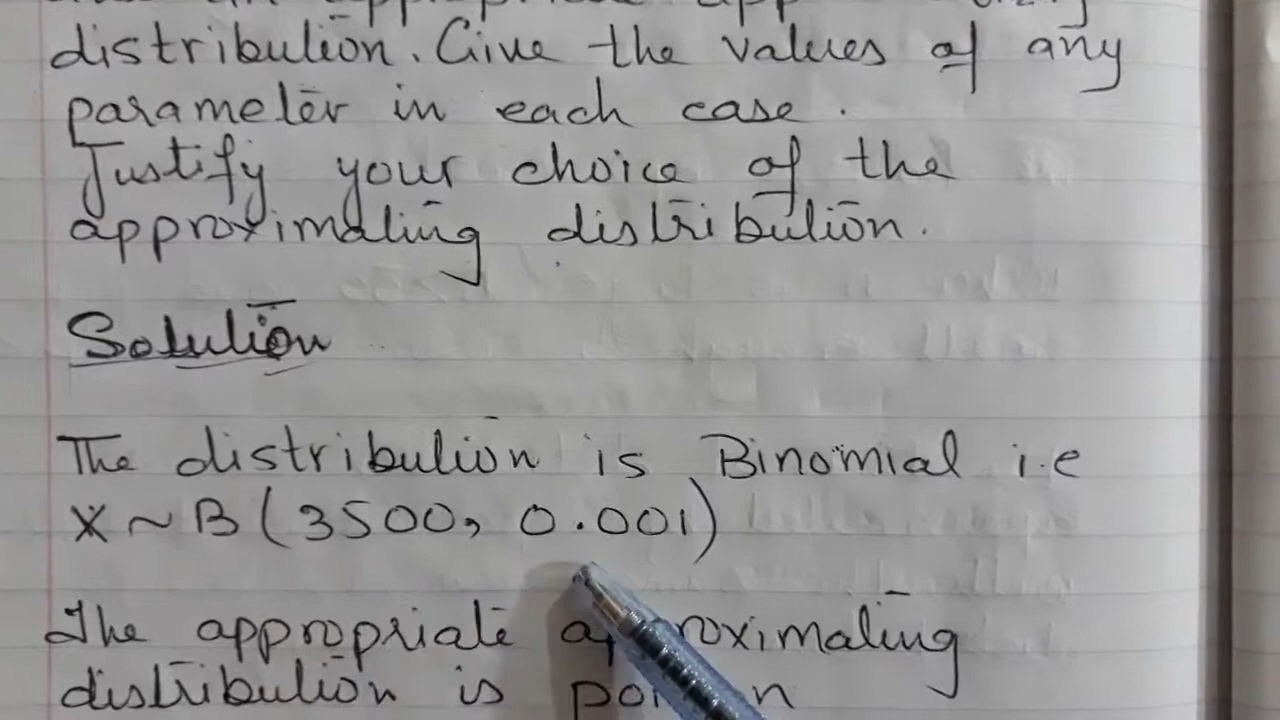 distribution. Give the values of any
parameter in each case.
Justify your choice of the
approximating distribution.
Solution
The distribution is Binomial i.e
X ~ B (3500, 0.001)
The appropriate approximating
distribution is